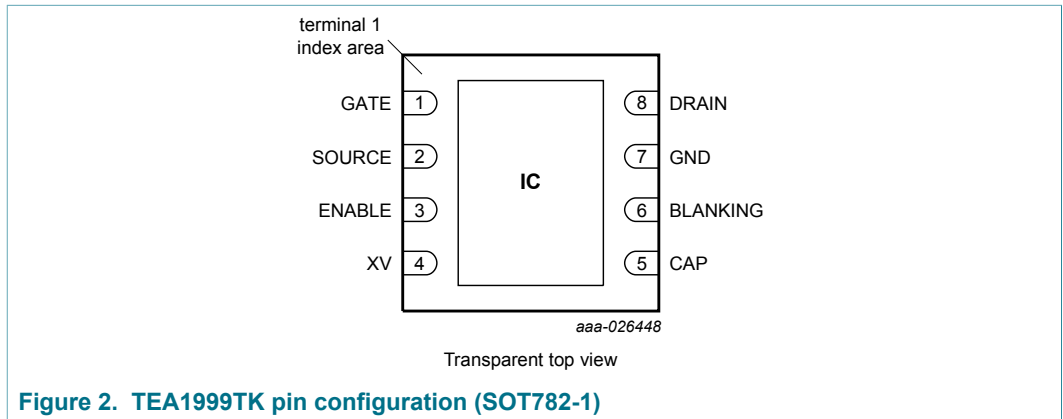 terminal 1
index area
GATE 1 8 DRAIN
SOURCE 2 7 GND
IC
ENABLE 3 6 BLANKING
XV 4 5 CAP
aaa-026448
Transparent top view
Figure 2. TEA1999TK pin configuration (SOT782-1)